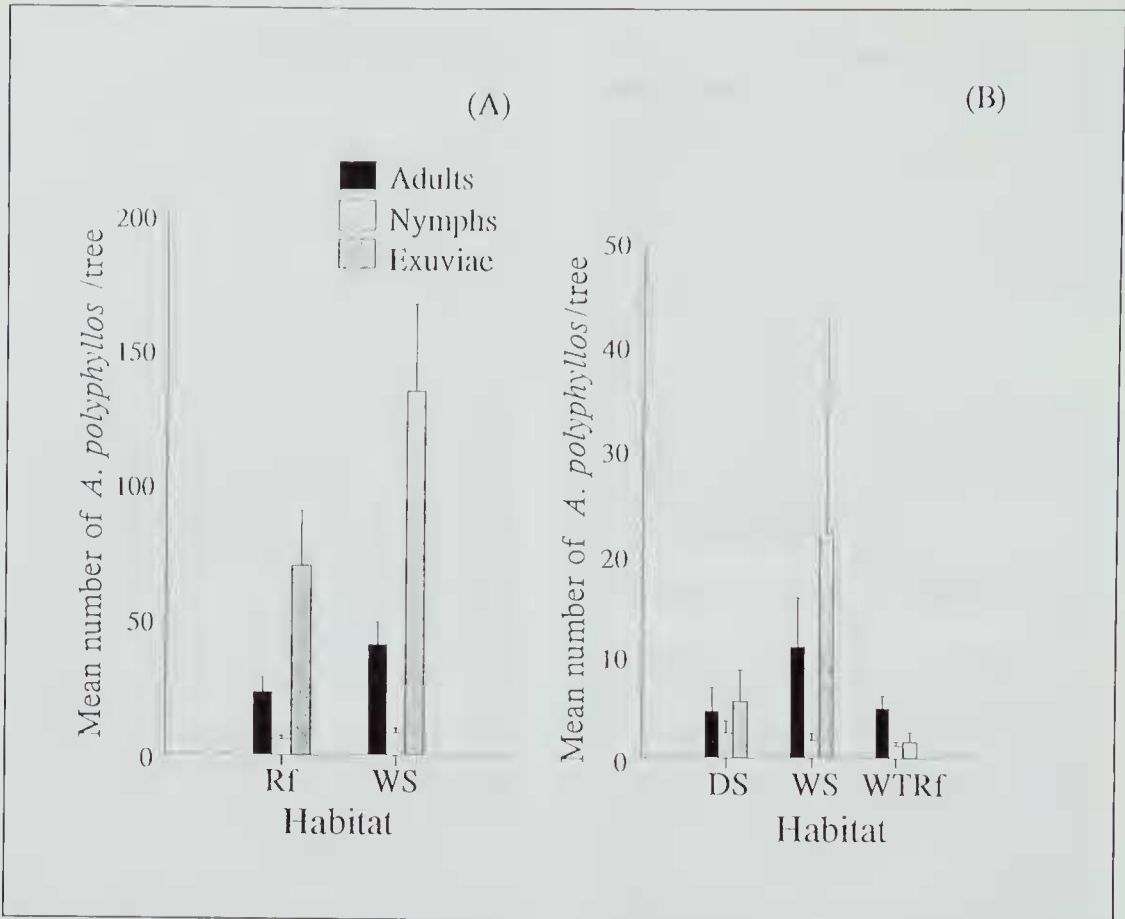 (A)
Adults
Nymphs
Exuviae
Mean number of A. polyphyllos /tree
200
150
100
50
0
Rf WS
Habitat
(B)
Mean number of A. polyphyllos/tree
50
40
30
20
10
0
DS WS WTRf
Habitat